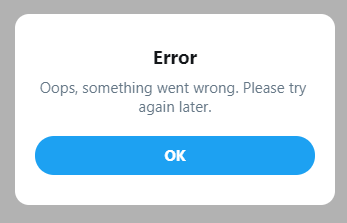 Error
Oops, something went wrong. Please try
again later.
OK